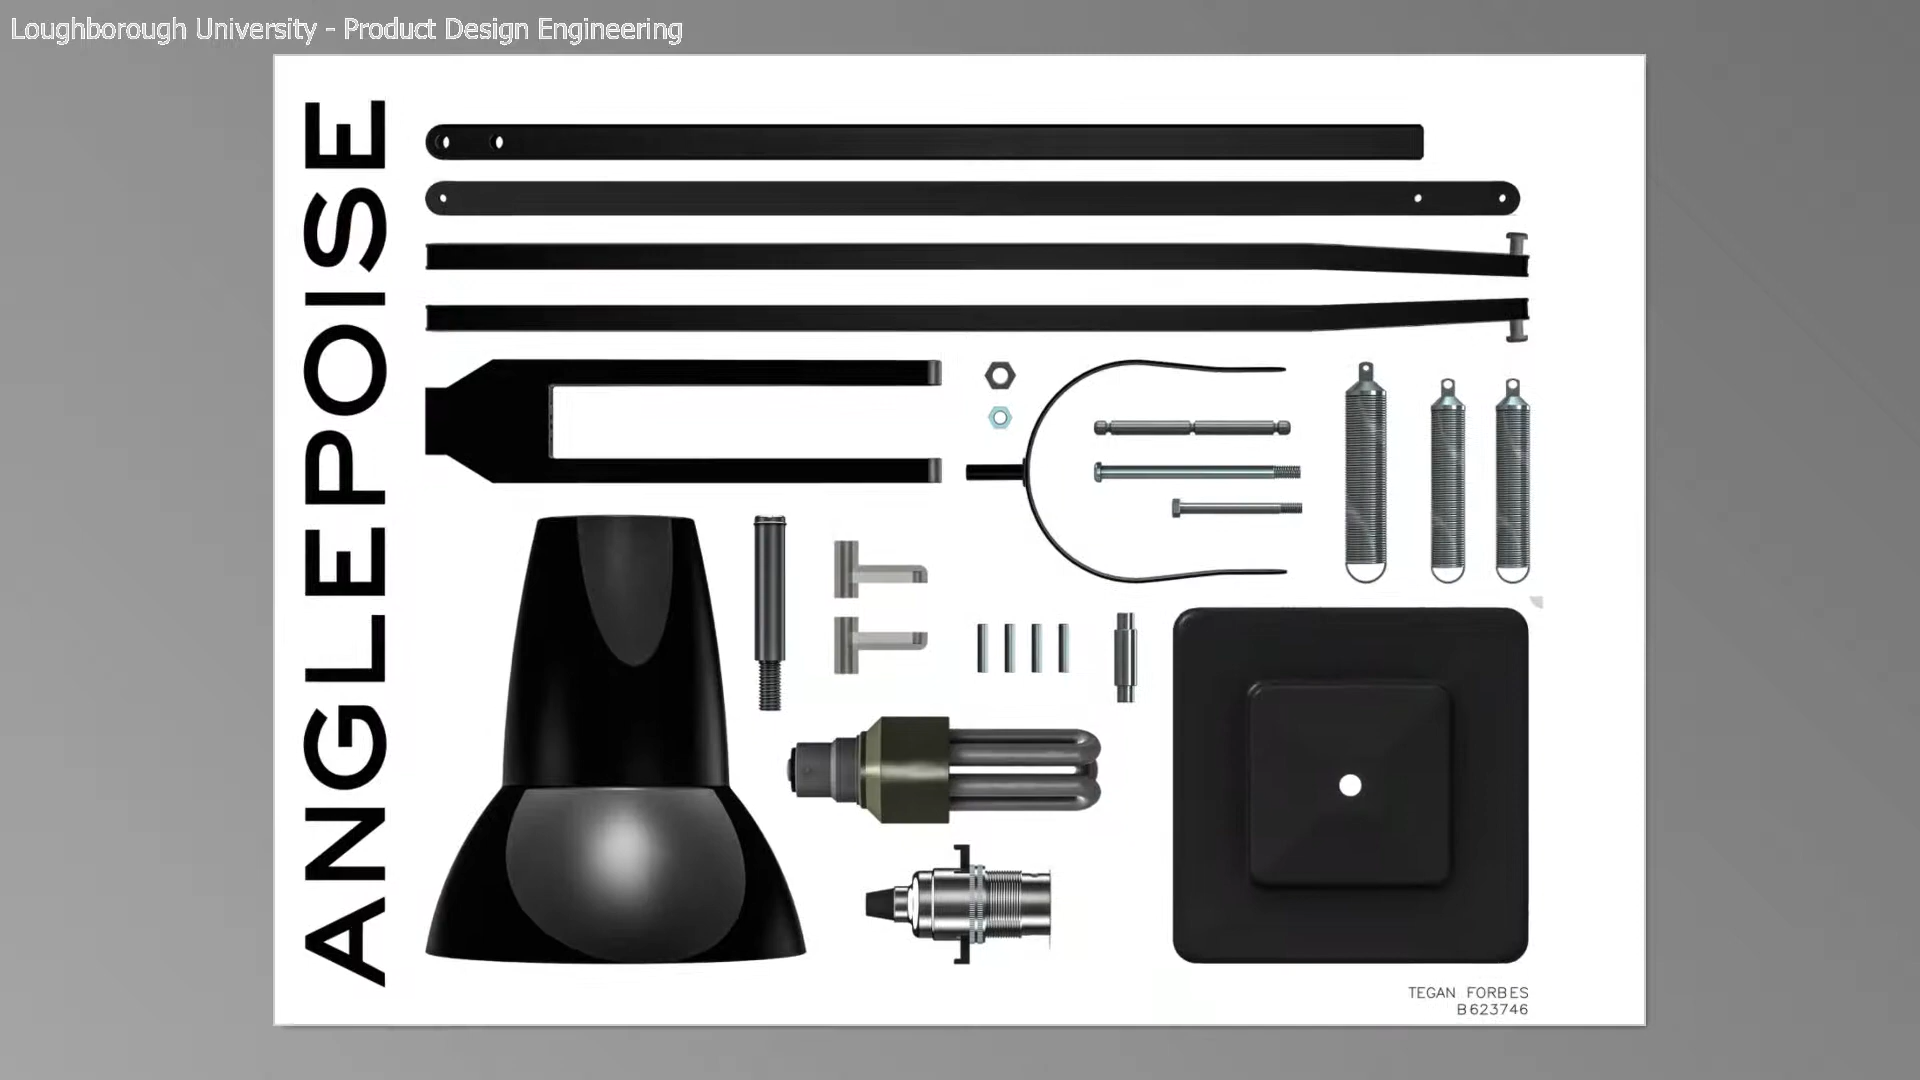 Loughborough University - Product Design Engineering
ANGLEPOISE
TEGAN FORBES
B623746